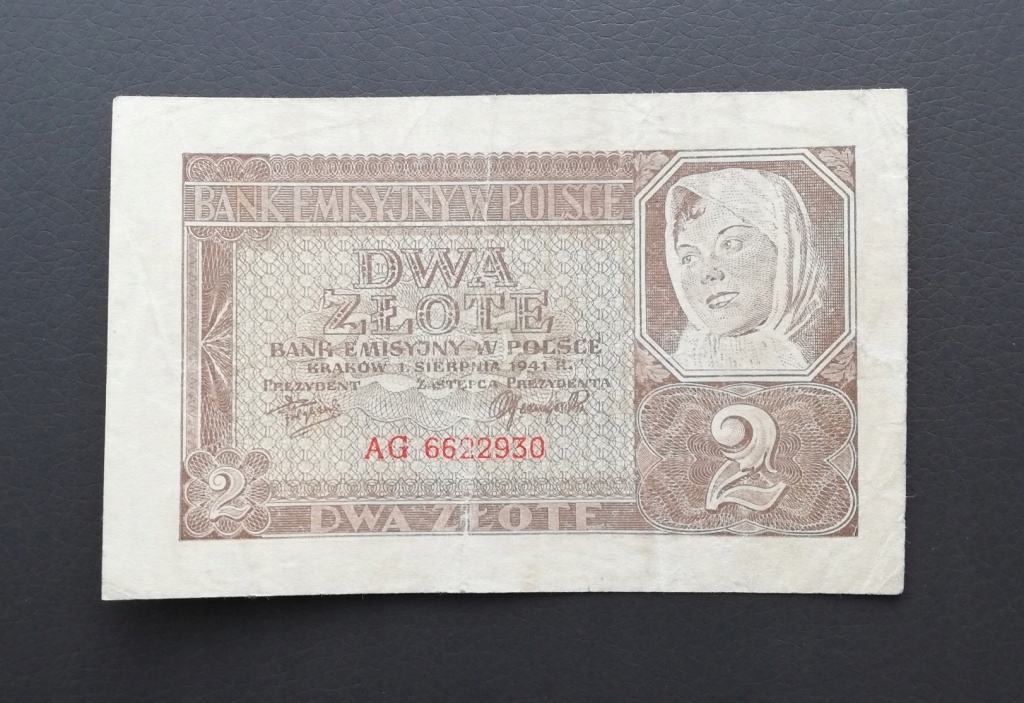 BANK EMISYJNY W POLSCE
DWA
ZŁOTE
BANK EMISYJNY W POLSCE
KRAKÓW 1. SIERPNIA 1941 R.
PREZYDENT ZASTĘPCA PREZYDENTA
AG 6622930
2
2
DWA ZŁOTE